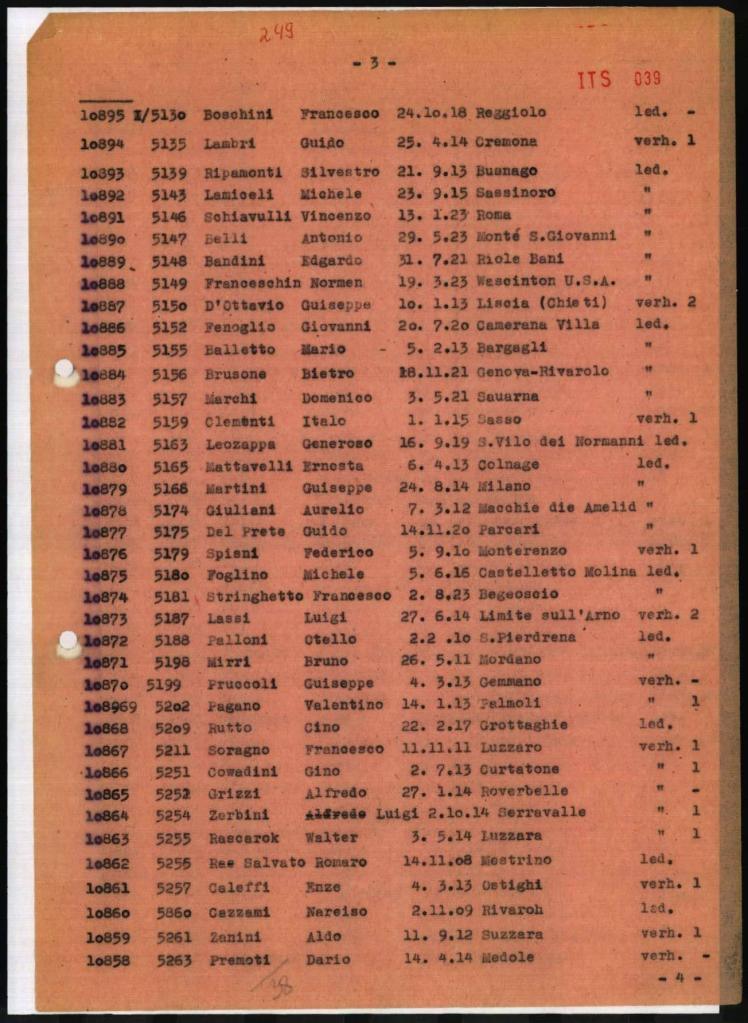 249
- 3 -
ITS 039
10895 I/5130 Boschini Francesco 24.10.18 Reggiolo led. -
10894 5135 Lambri Guido 25. 4.14 Cremona verh. 1
10893 5139 Ripamonti Silvestro 21. 9.13 Busnago led.
10892 5143 Lamiceli Michele 23. 9.15 Sassinoro "
10891 5146 Schiavulli Vincenzo 13. 1.23 Roma "
10890 5147 Belli Antonio 29. 5.23 Monté S.Giovanni "
10889 5148 Bandini Edgardo 31. 7.21 Riole Bani "
10888 5149 Franceschin Normen 19. 3.23 Wascinton U.S.A. "
10887 5150 D'Ottavio Guiseppe 10. 1.13 Liscia (Chieti) verh. 2
10886 5152 Fenoglio Giovanni 20. 7.20 Camerana Villa led.
10885 5155 Balletto Mario - 5. 2.13 Bargagli "
10884 5156 Brusone Bietro 18.11.21 Genova-Rivarolo "
10883 5157 Marchi Domenico 3. 5.21 Sauarna "
10882 5159 Clementi Italo 1. 1.15 Sasso verh. 1
10881 5163 Leozappa Generoso 16. 9.19 S.Vilo dei Normanni led.
10880 5165 Mattavelli Ernesta 6. 4.13 Colnage led.
10879 5168 Martini Guiseppe 24. 8.14 Milano "
10878 5174 Giuliani Aurelio 7. 3.12 Macchie die Amelid "
10877 5175 Del Prete Guido 14.11.20 Parcari "
10876 5179 Spisni Federico 5. 9.10 Monterenzo verh. 1
10875 5180 Foglino Michele 5. 6.16 Castelletto Molina led.
10874 5181 Stringhetto Francesco 2. 8.23 Begeoscio "
10873 5187 Lassi Luigi 27. 6.14 Limite sull'Arno verh. 2
10872 5188 Palloni Otello 2.2 .10 S.Pierdrena led.
10871 5198 Mirri Bruno 26. 5.11 Mordano "
10870 5199 Pruccoli Guiseppe 4. 3.13 Gemmano verh. -
108969 5202 Pagano Valentino 14. 1.13 Palmoli " 1
10868 5209 Rutto Cino 22. 2.17 Grottaghie led.
10867 5211 Soragno Francesco 11.11.11 Luzzaro verh. 1
10866 5251 Cowadini Gino 2. 7.13 Curtatone " 1
10865 5252 Grizzi Alfredo 27. 1.14 Roverbelle " -
10864 5254 Zerbini Alfredo Luigi 2.10.14 Serravalle " 1
10863 5255 Rascarok Walter 3. 5.14 Luzzara " 1
10862 5256 Ras Salvato Romaro 14.11.08 Mestrino led.
10861 5257 Caleffi Enze 4. 3.13 Ostighi verh. 1
10860 5860 Cazzami Narciso 2.11.09 Rivaroh led.
10859 5261 Zanini Aldo 11. 9.12 Suzzara verh. 1
10858 5263 Premoti Dario 14. 4.14 Medole verh. -
- 4 -